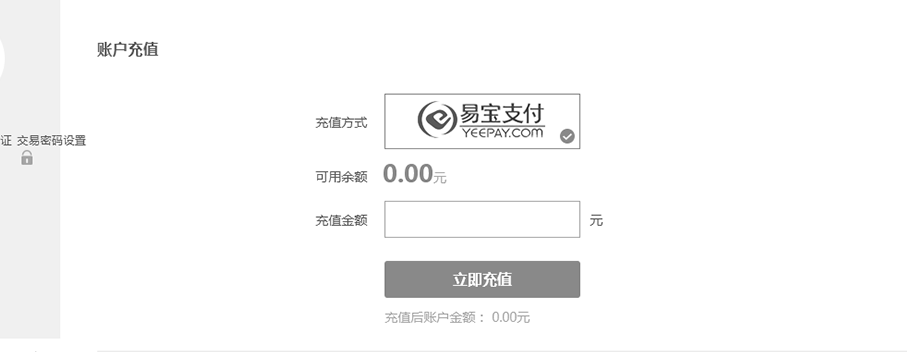 账户充值
充值方式
易宝支付
YEEPAY.COM
证 交易密码设置
可用余额 0.00元
充值金额 元
立即充值
充值后账户金额： 0.00元